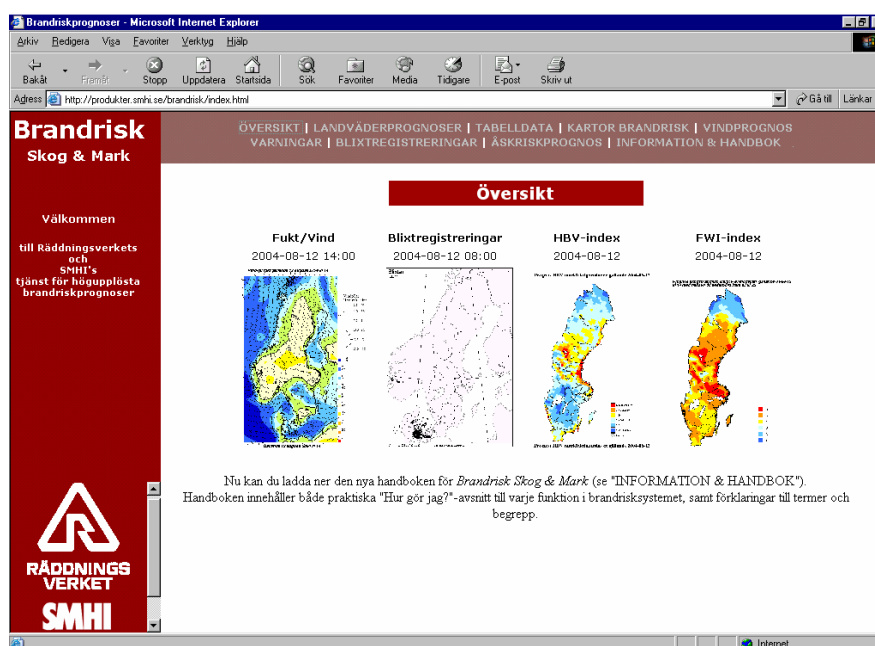 Brandriskprognoser - Microsoft Internet Explorer
Arkiv Redigera Visa Favoriter Verktyg Hjälp
Bakåt Framåt Stopp Uppdatera Startsida Sök Favoriter Media Tidigare E-post Skriv ut
Adress http://produkter.smhi.se/brandrisk/index.html Gå till Länkar
Brandrisk
Skog & Mark
ÖVERSIKT | LANDVÄDERPROGNOSER | TABELLDATA | KARTOR BRANDRISK | VINDPROGNOS
VARNINGAR | BLIXTREGISTRERINGAR | ÅSKRISKPROGNOS | INFORMATION & HANDBOK
Välkommen
till Räddningsverkets
och
SMHI's
tjänst för högupplösta
brandriskprognoser
Översikt
Fukt/Vind Blixtregistreringar HBV-index FWI-index
2004-08-12 14:00 2004-08-12 08:00 2004-08-12 2004-08-12
Nu kan du ladda ner den nya handboken för Brandrisk Skog & Mark (se "INFORMATION & HANDBOK").
Handboken innehåller både praktiska "Hur gör jag?"-avsnitt till varje funktion i brandrisksystemet, samt förklaringar till termer och
begrepp.
RÄDDNINGS
VERKET
SMHI
Internet